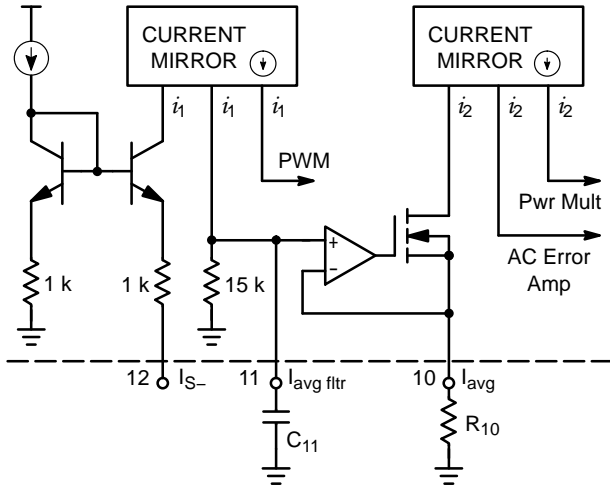 CURRENT
MIRROR
CURRENT
MIRROR
i1
i1
i1
i2
i2
i2
PWM
Pwr Mult
AC Error
Amp
+
–
1 k
1 k
15 k
12
IS–
11
Iavg fltr
10
Iavg
C11
R10